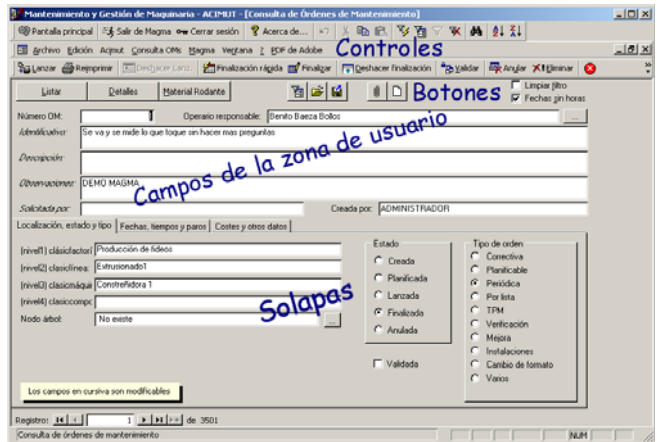 Mantenimiento y Gestión de Maquinaria - ACIMUT - [Consulta de Órdenes de Mantenimiento]
Pantalla principal Salir de Magma Cerrar sesión Acerca de...
Archivo Edición Acimut Consulta OMs Magma Ventana ? PDF de Adobe Controles
Lanzar Reimprimir Deshacer Lanz. Finalización rápida Finalizar Deshacer finalización Validar Anular Eliminar
Listar Detalles Material Rodante Botones Limpiar filtro
Fechas sin horas
Número OM: Operario responsable: Benito Baeza Bollos ...
Identificativo: Se va y se mide lo que toque sin hacer mas preguntas
Descripción:
Campos de la zona de usuario
Observaciones: DEMO MAGMA
Solicitada por: Creada por: ADMINISTRADOR
Localización, estado y tipo Fechas, tiempos y paros Costes y otros datos
(nivel1) clásicfactorí Producción de fideos
(nivel2) clasiclínea: Extrusionado1
(nivel3) clasicmáqui Constreñidora 1
(nivel4) clasiccompo
Nodo árbol: No existe ...
Solapas
Estado
Creada
Planificada
Lanzada
Finalizada
Anulada
Validada
Tipo de orden
Correctiva
Planificable
Periódica
Por lista
TPM
Verificación
Mejora
Instalaciones
Cambio de formato
Varios
Los campos en cursiva son modificables
Registro: 1 de 3501
Consulta de órdenes de mantenimiento NUM